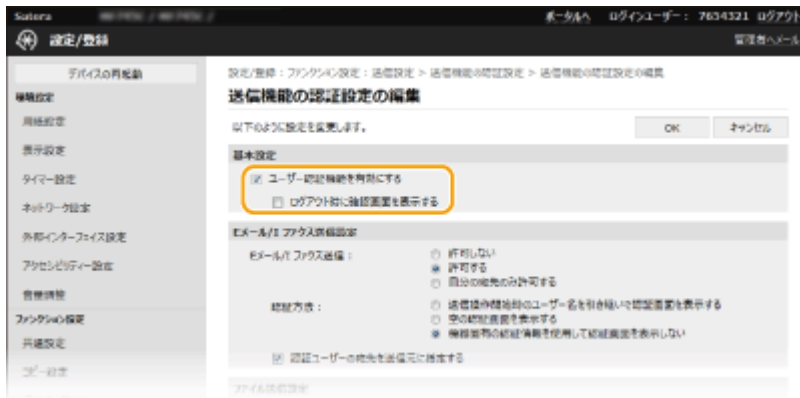 Satera
ポータルへ ログインユーザー： 7654321 ログアウト
設定/登録
管理者へメール
デバイスの再起動
設定/登録 : ファンクション設定 : 送信設定 > 送信機能の認証設定 > 送信機能の認証設定の編集
送信機能の認証設定の編集
以下のように設定を変更します。
OK キャンセル
環境設定
用紙設定
表示設定
タイマー設定
ネットワーク設定
外部インターフェイス設定
アクセシビリティー設定
音量調整
ファンクション設定
共通設定
コピー設定
基本設定
ユーザー認証機能を有効にする
ログアウト時に確認画面を表示する
Eメール/I ファクス送信設定
Eメール/I ファクス送信 :
許可しない
許可する
自分の宛先のみ許可する
認証方法 :
送信操作開始時のユーザー名を引き継いで認証画面を表示する
空の認証画面を表示する
機器固有の認証情報を使用して認証画面を表示しない
認証ユーザーの宛先を送信元に指定する
ファイル送信設定